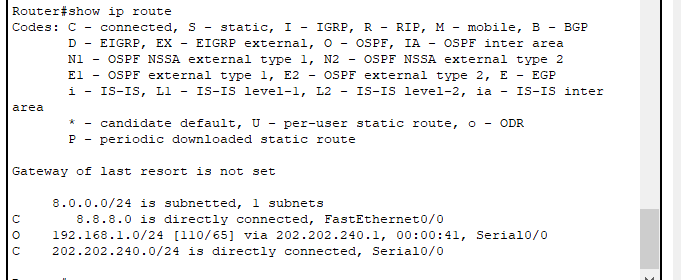 Router#show ip route
Codes: C - connected, S - static, I - IGRP, R - RIP, M - mobile, B - BGP
       D - EIGRP, EX - EIGRP external, O - OSPF, IA - OSPF inter area
       N1 - OSPF NSSA external type 1, N2 - OSPF NSSA external type 2
       E1 - OSPF external type 1, E2 - OSPF external type 2, E - EGP
       i - IS-IS, L1 - IS-IS level-1, L2 - IS-IS level-2, ia - IS-IS inter
area
       * - candidate default, U - per-user static route, o - ODR
       P - periodic downloaded static route
Gateway of last resort is not set
     8.0.0.0/24 is subnetted, 1 subnets
C       8.8.8.0 is directly connected, FastEthernet0/0
O    192.168.1.0/24 [110/65] via 202.202.240.1, 00:00:41, Serial0/0
C    202.202.240.0/24 is directly connected, Serial0/0